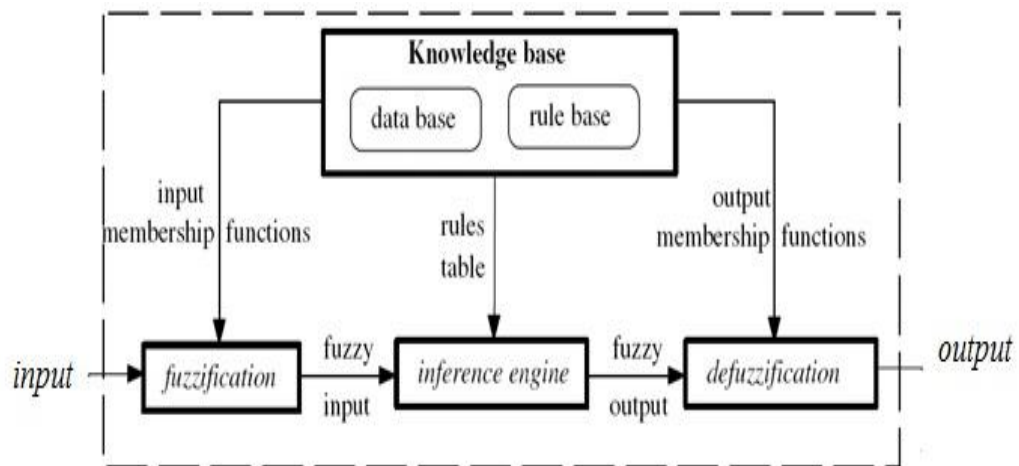 Knowledge base
data base
rule base
input
membership functions
rules
table
output
membership functions
input
fuzzification
fuzzy
input
inference engine
fuzzy
output
defuzzification
output